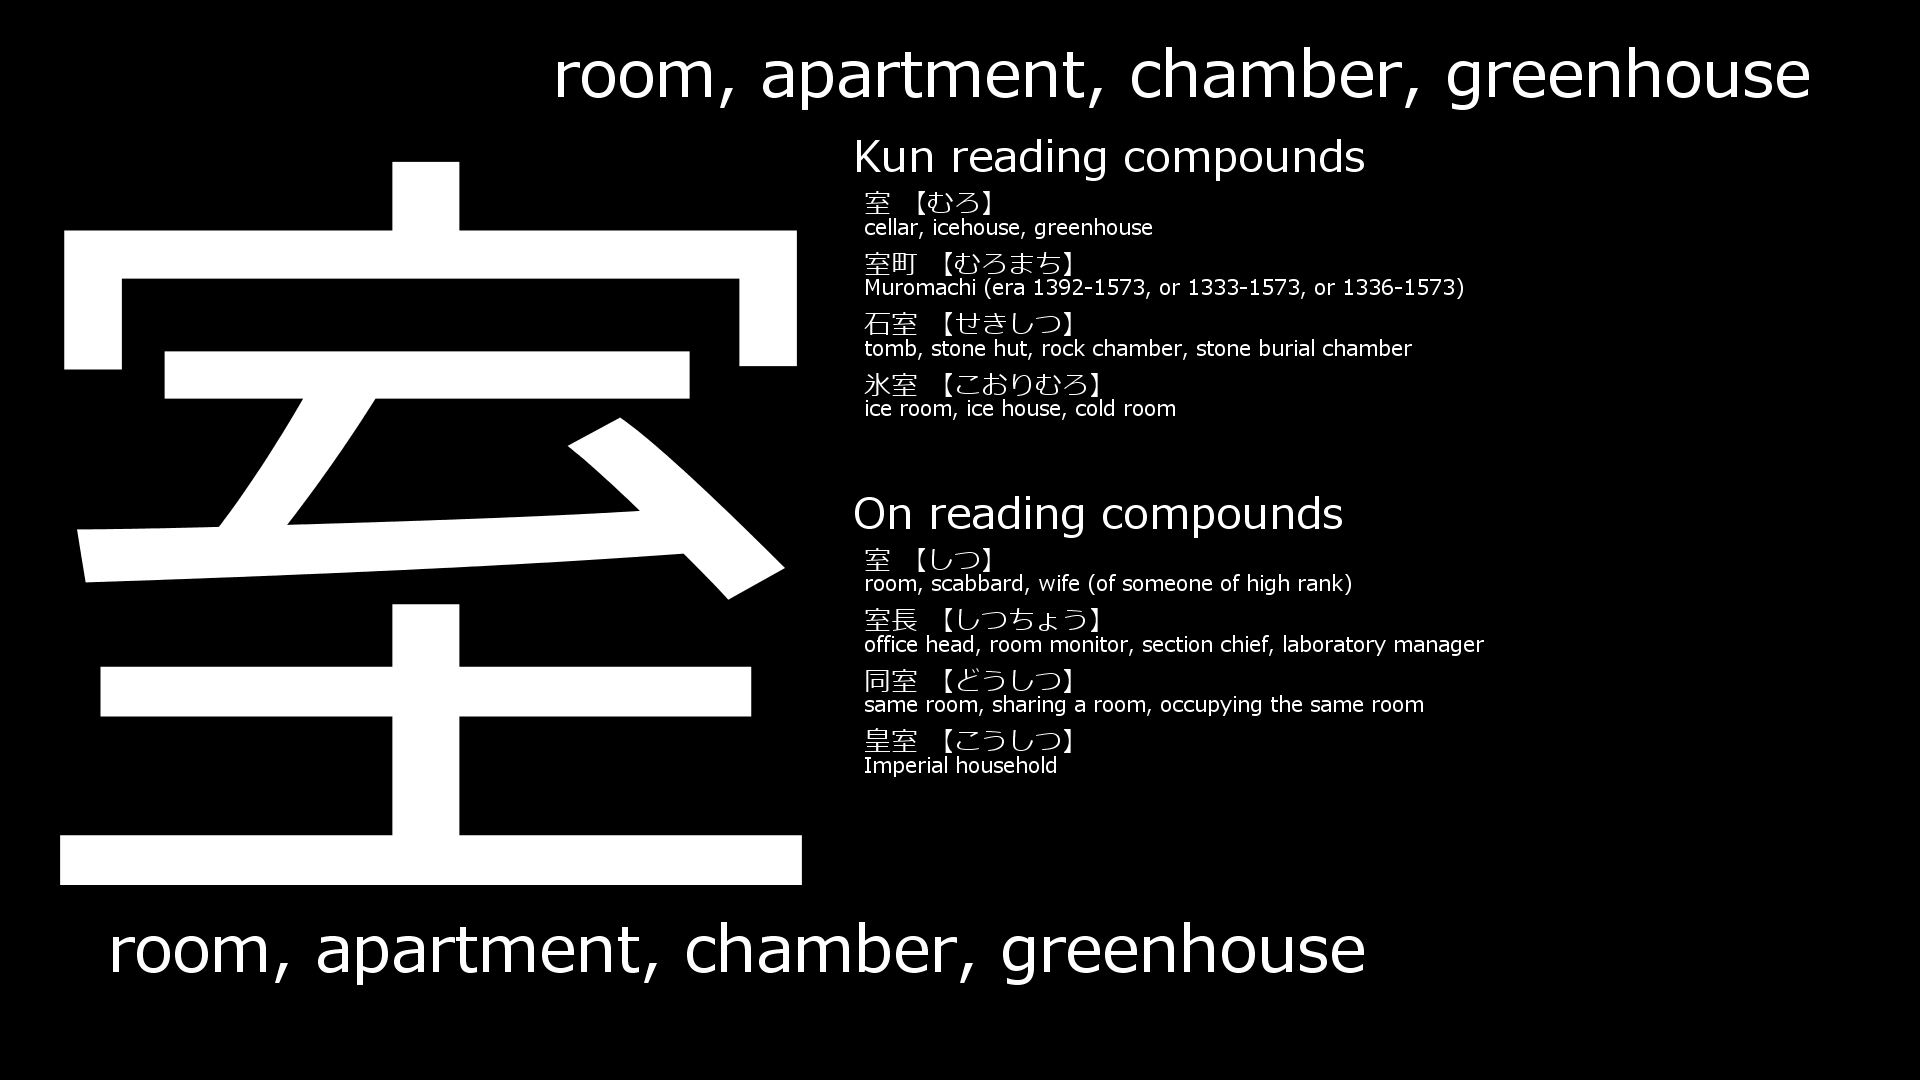 room, apartment, chamber, greenhouse
室
Kun reading compounds
室 【むろ】
cellar, icehouse, greenhouse
室町 【むろまち】
Muromachi (era 1392-1573, or 1333-1573, or 1336-1573)
石室 【せきしつ】
tomb, stone hut, rock chamber, stone burial chamber
氷室 【こおりむろ】
ice room, ice house, cold room
On reading compounds
室 【しつ】
room, scabbard, wife (of someone of high rank)
室長 【しつちょう】
office head, room monitor, section chief, laboratory manager
同室 【どうしつ】
same room, sharing a room, occupying the same room
皇室 【こうしつ】
Imperial household
room, apartment, chamber, greenhouse